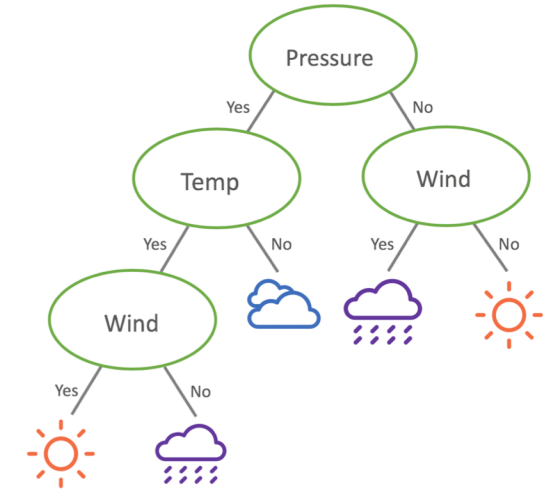 Pressure
Yes
No
Temp
Wind
Yes
No
Yes
No
Wind
Yes
No